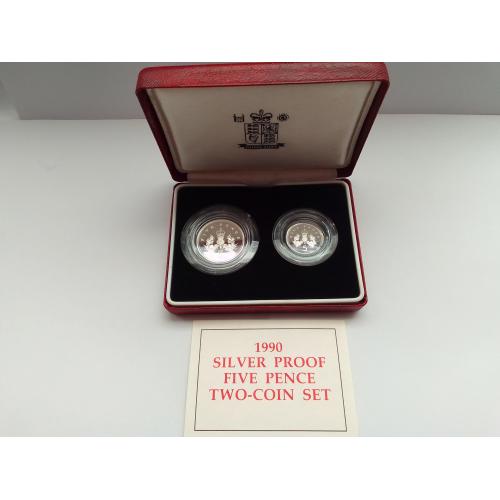 1990
SILVER PROOF
FIVE PENCE
TWO-COIN SET